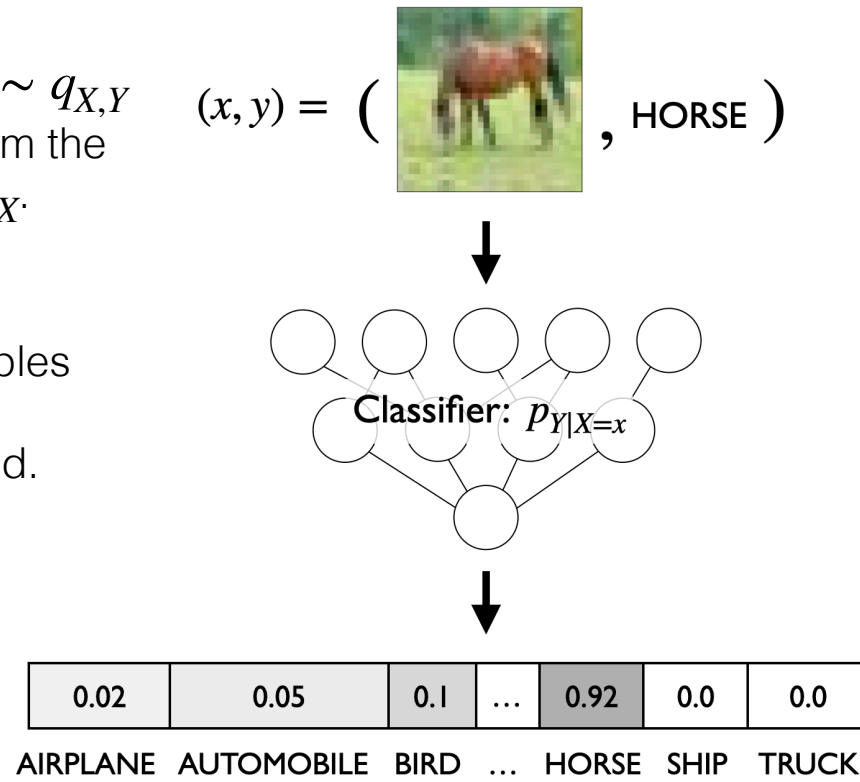 ~ q_{X,Y}
(x, y) = ( , HORSE )
m the
X.
ples
Classifier: p_{Y|X=x}
d.
0.02 0.05 0.1 ... 0.92 0.0 0.0
AIRPLANE AUTOMOBILE BIRD ... HORSE SHIP TRUCK